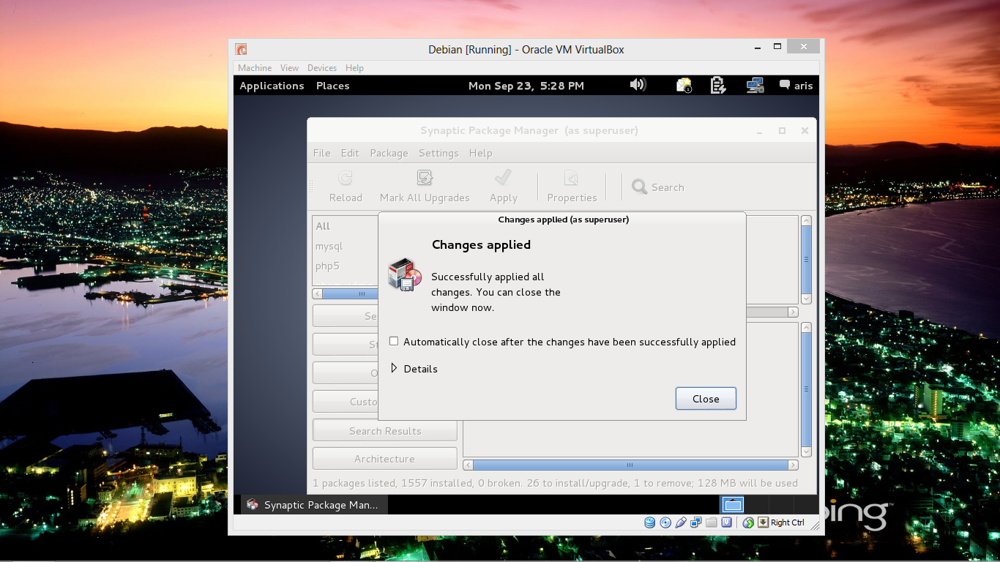 Debian [Running] - Oracle VM VirtualBox
Machine View Devices Help
Applications Places Mon Sep 23, 5:28 PM aris
Synaptic Package Manager (as superuser)
File Edit Package Settings Help
Reload Mark All Upgrades Apply Properties Search
All
mysql
php5
Changes applied (as superuser)
Changes applied
Successfully applied all
changes. You can close the
window now.
Automatically close after the changes have been successfully applied
Details
Close
Se
St
O
Custo
Search Results
Architecture
1 packages listed, 1557 installed, 0 broken. 26 to install/upgrade, 1 to remove; 128 MB will be used
Synaptic Package Man...
Right Ctrl
bing